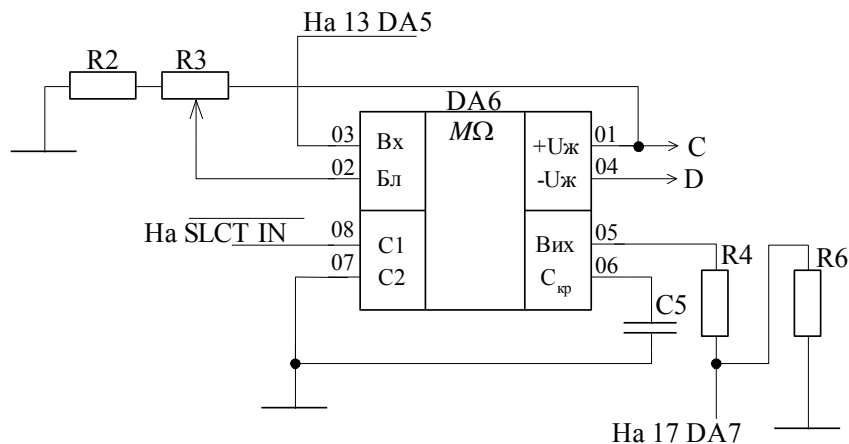 На 13 DA5
R2
R3
DA6
MΩ
03
Вх
+Uж
01
C
02
Бл
-Uж
04
D
На SLCT IN
08
C1
Вих
05
07
C2
Cкр
06
R4
R6
C5
На 17 DA7